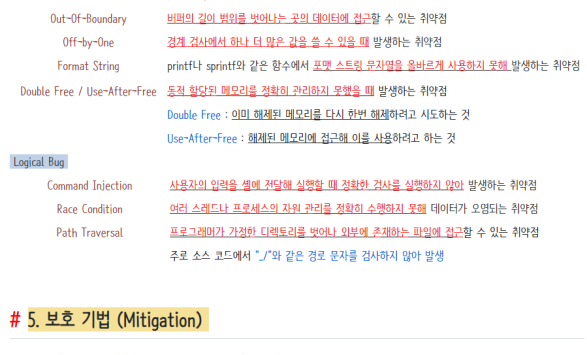 Out-Of-Boundary 버퍼의 길이 범위를 벗어나는 곳의 데이터에 접근할 수 있는 취약점
Off-by-One 경계 검사에서 하나 더 많은 값을 쓸 수 있을 때 발생하는 취약점
Format String printf나 sprintf와 같은 함수에서 포맷 스트링 문자열을 올바르게 사용하지 못해 발생하는 취약점
Double Free / Use-After-Free 동적 할당된 메모리를 정확히 관리하지 못했을 때 발생하는 취약점
Double Free : 이미 해제된 메모리를 다시 한번 해제하려고 시도하는 것
Use-After-Free : 해제된 메모리에 접근해 이를 사용하려고 하는 것
Logical Bug
Command Injection 사용자의 입력을 셸에 전달해 실행할 때 정확한 검사를 실행하지 않아 발생하는 취약점
Race Condition 여러 스레드나 프로세스의 자원 관리를 정확히 수행하지 못해 데이터가 오염되는 취약점
Path Traversal 프로그래머가 가정한 디렉토리를 벗어나 외부에 존재하는 파일에 접근할 수 있는 취약점
주로 소스 코드에서 "../"와 같은 경로 문자를 검사하지 않아 발생
# 5. 보호 기법 (Mitigation)